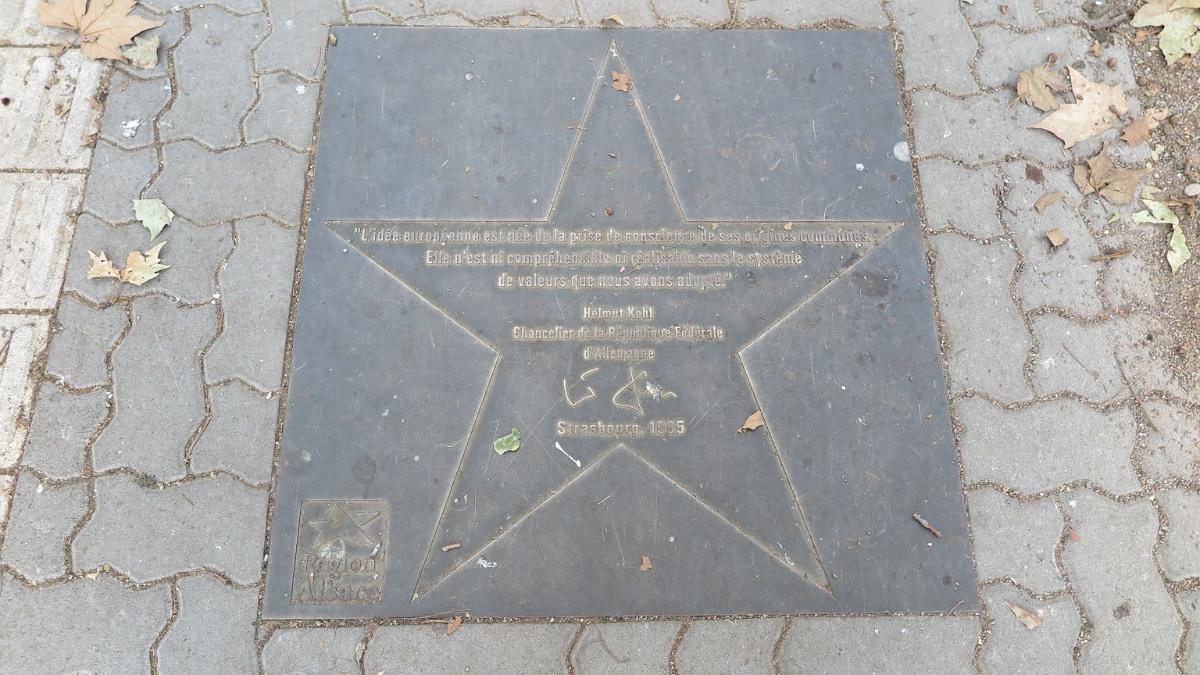 "L'idée européenne est née de la prise de conscience de ses origines communes.
Elle n'est ni compréhensible ni réalisable sans le système
de valeurs que nous avons adopté."
Helmut Kohl
Chancelier de la République Fédérale
d'Allemagne
Strasbourg, 1995
Région
Alsace